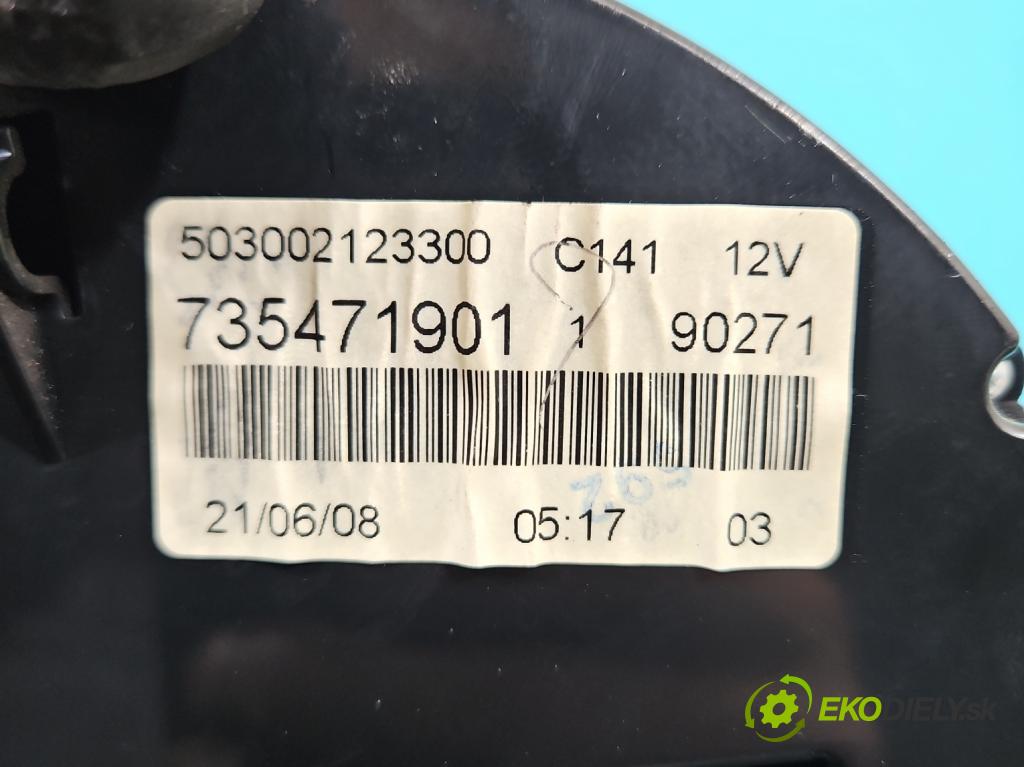 503002123300 C141 12V
735471901 1 90271
21/06/08 05:17 03
EKODIELY.sk